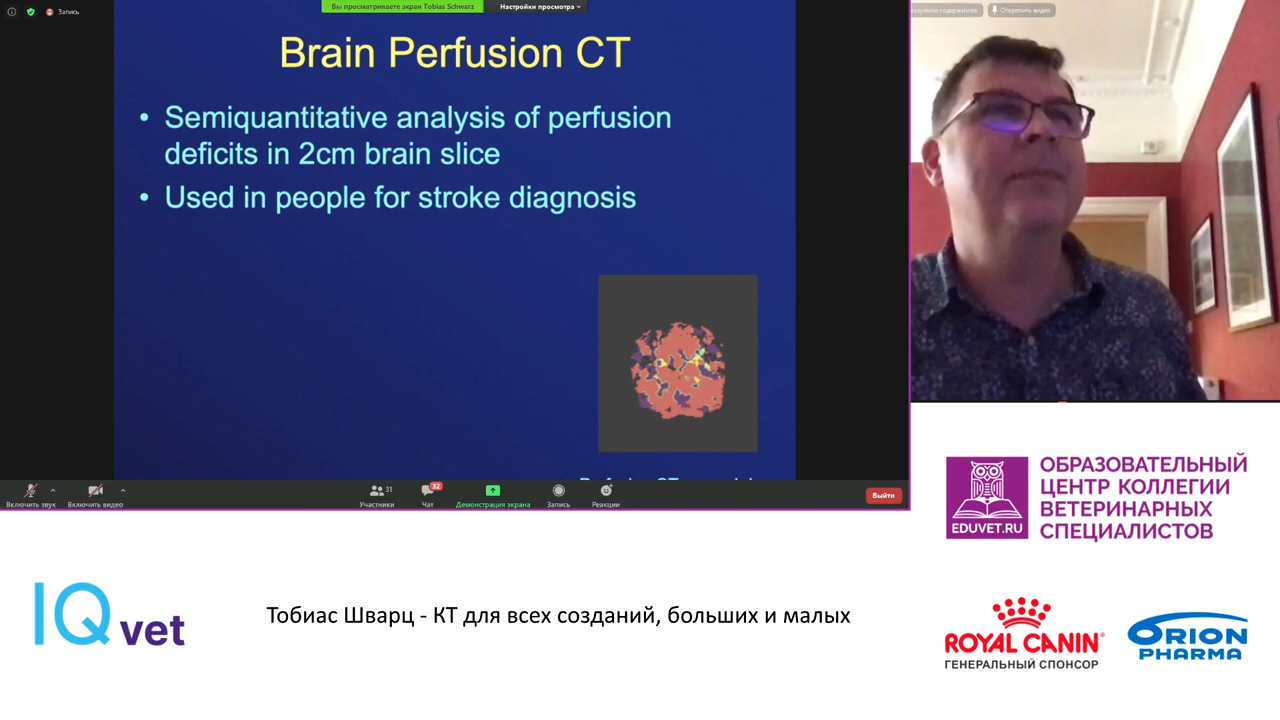 Запись
Вы просматриваете экран Tobias Schwarz
Настройки просмотра
Открепить видео
Brain Perfusion CT
• Semiquantitative analysis of perfusion
deficits in 2cm brain slice
• Used in people for stroke diagnosis
Включить звук
Включить видео
31
Участники
32
Чат
Демонстрация экрана
Запись
Реакции
Выйти
ОБРАЗОВАТЕЛЬНЫЙ
ЦЕНТР КОЛЛЕГИИ
ВЕТЕРИНАРНЫХ
СПЕЦИАЛИСТОВ
EDUVET.RU
IQ vet
Тобиас Шварц - КТ для всех созданий, больших и малых
ROYAL CANIN
ГЕНЕРАЛЬНЫЙ СПОНСОР
ORION
PHARMA